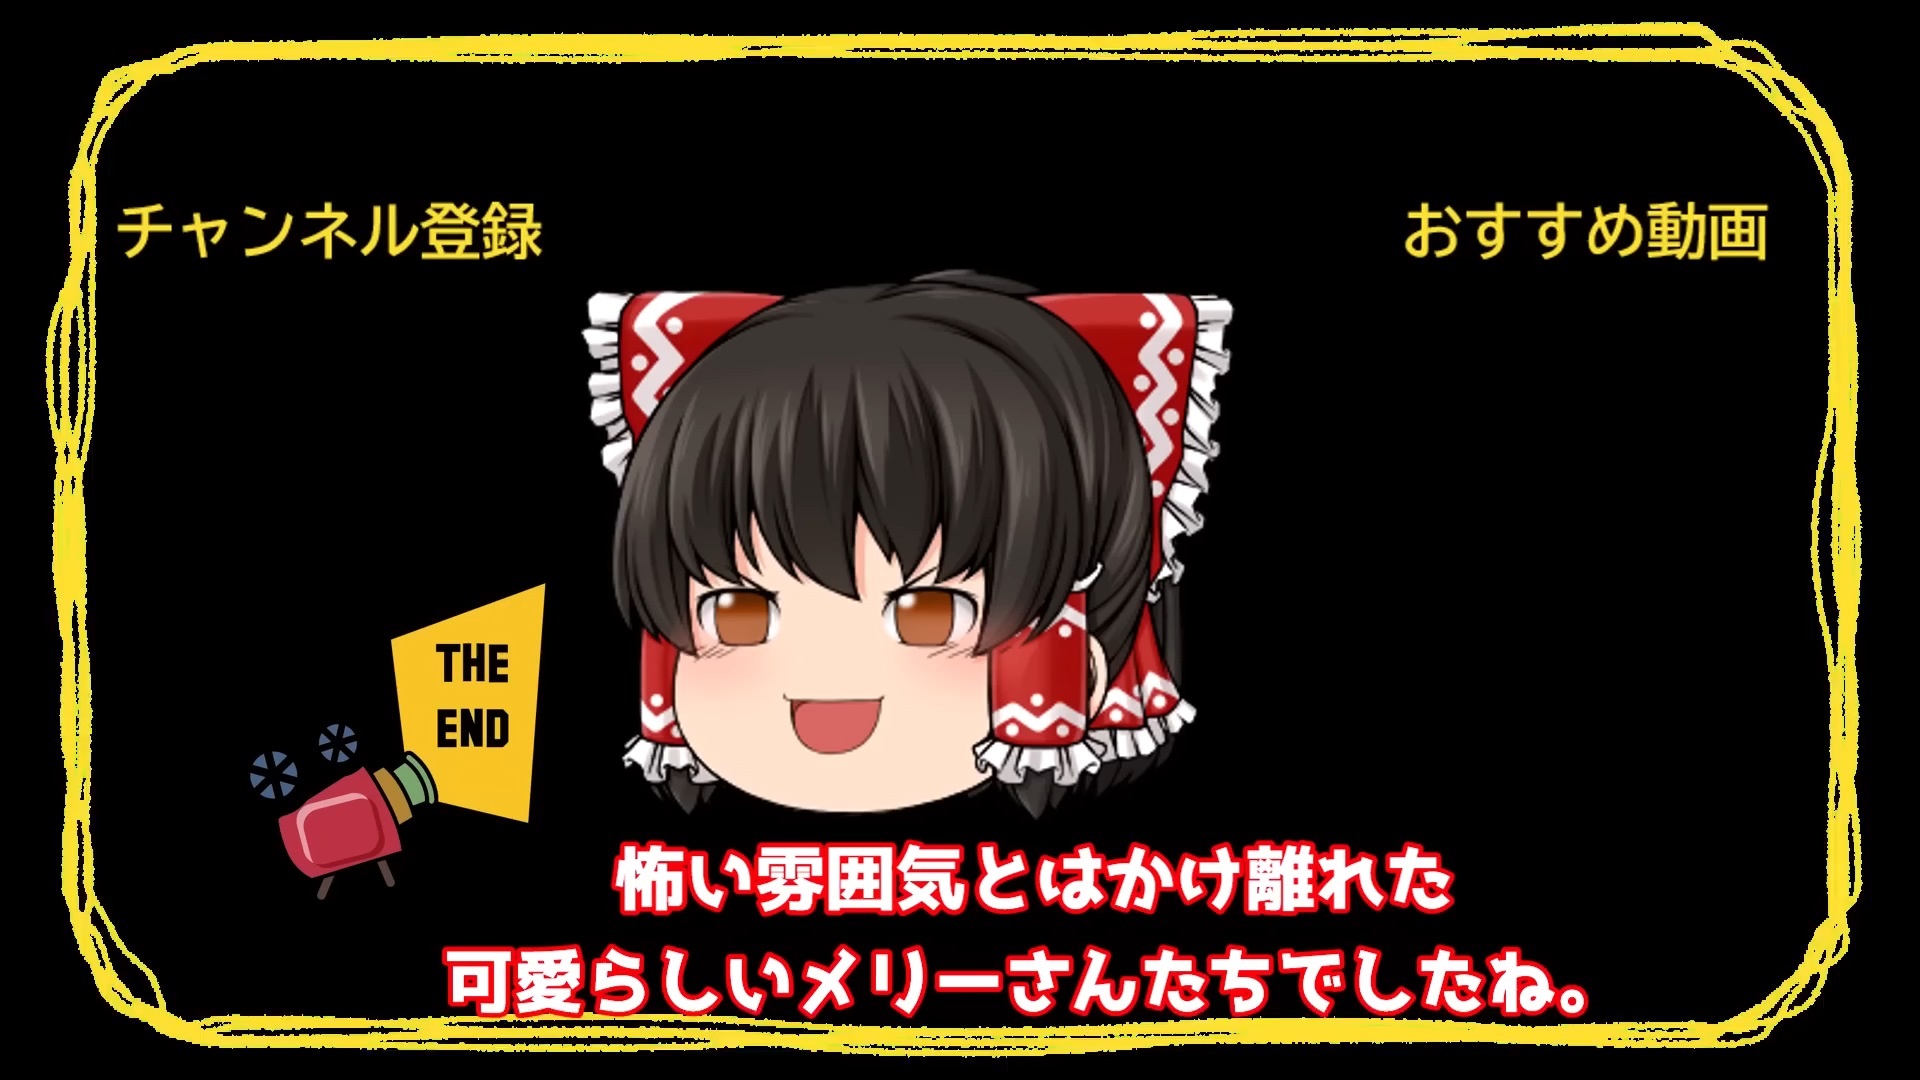 チャンネル登録
おすすめ動画
THE
END
怖い雰囲気とはかけ離れた
可愛らしいメリーさんたちでしたね。